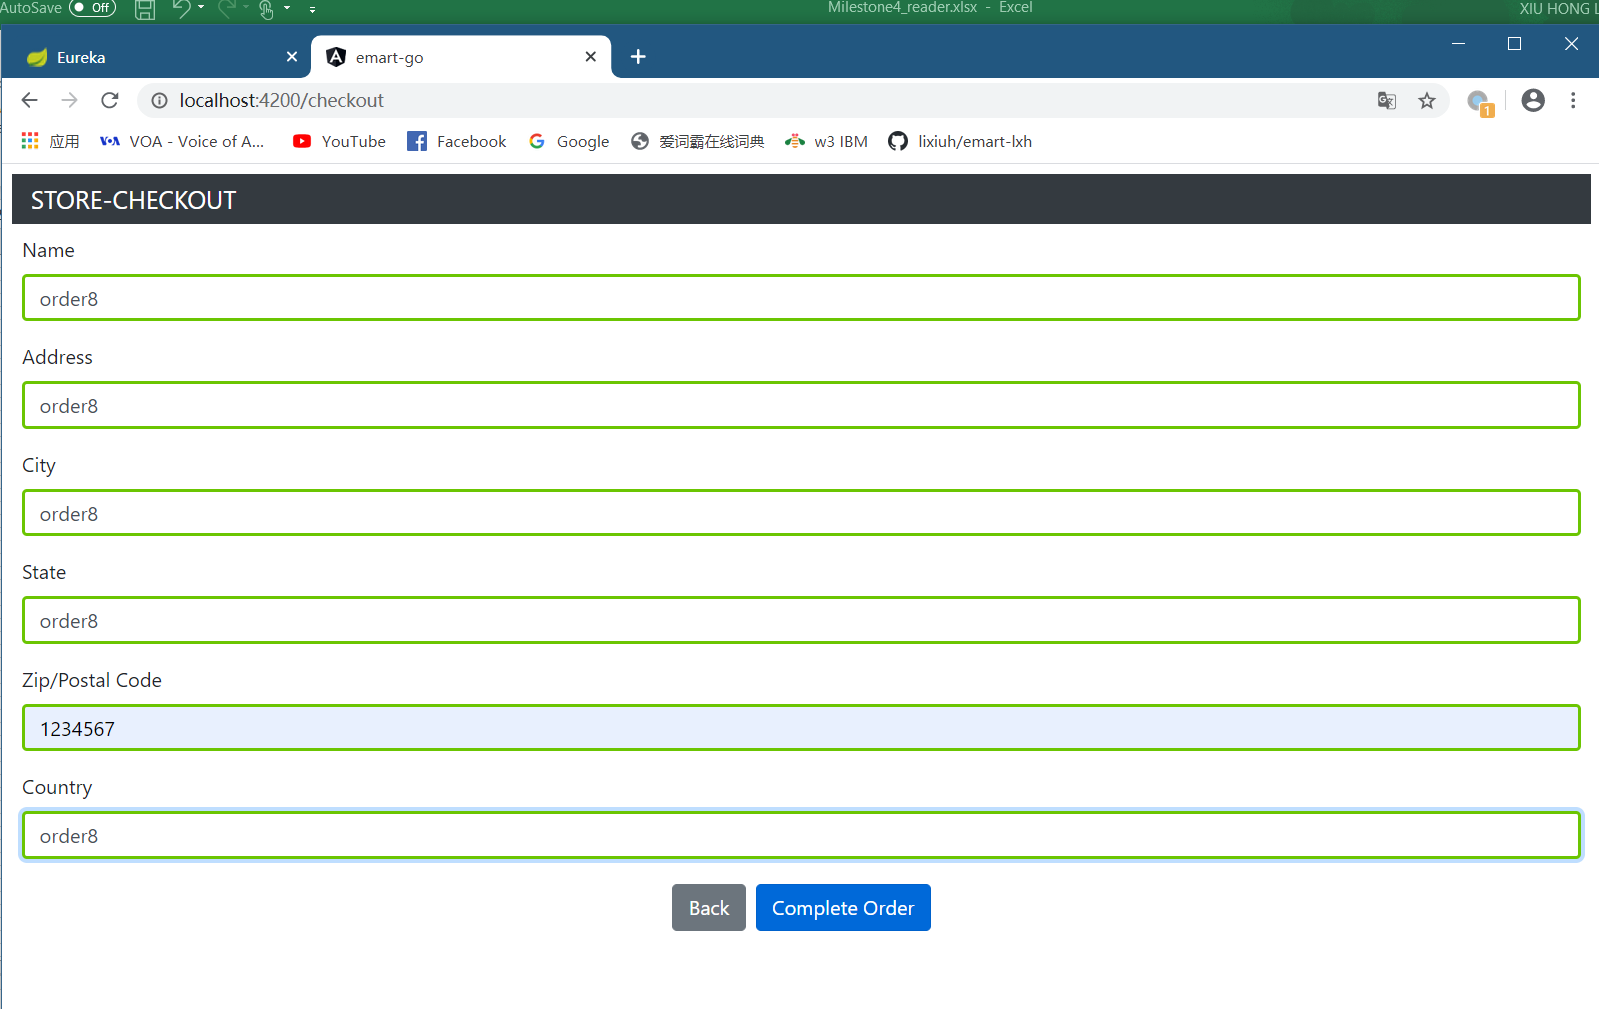 AutoSave Off Milestone4_reader.xlsx - Excel XIU HONG L
Eureka emart-go
localhost:4200/checkout 1
应用 VOA VOA - Voice of A... YouTube Facebook Google 爱词霸在线词典 w3 IBM lixiuh/emart-lxh
STORE-CHECKOUT
Name
order8
Address
order8
City
order8
State
order8
Zip/Postal Code
1234567
Country
order8
Back Complete Order